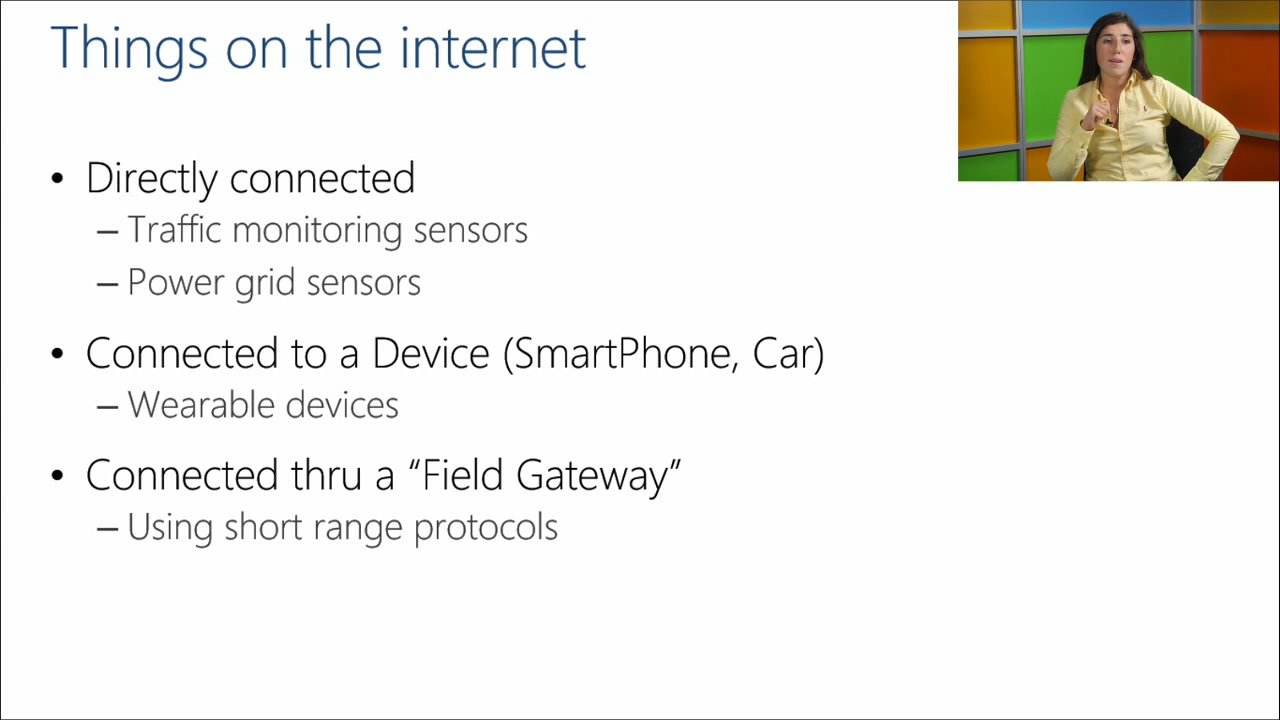 Things on the internet
• Directly connected
– Traffic monitoring sensors
– Power grid sensors
• Connected to a Device (SmartPhone, Car)
– Wearable devices
• Connected thru a “Field Gateway”
– Using short range protocols